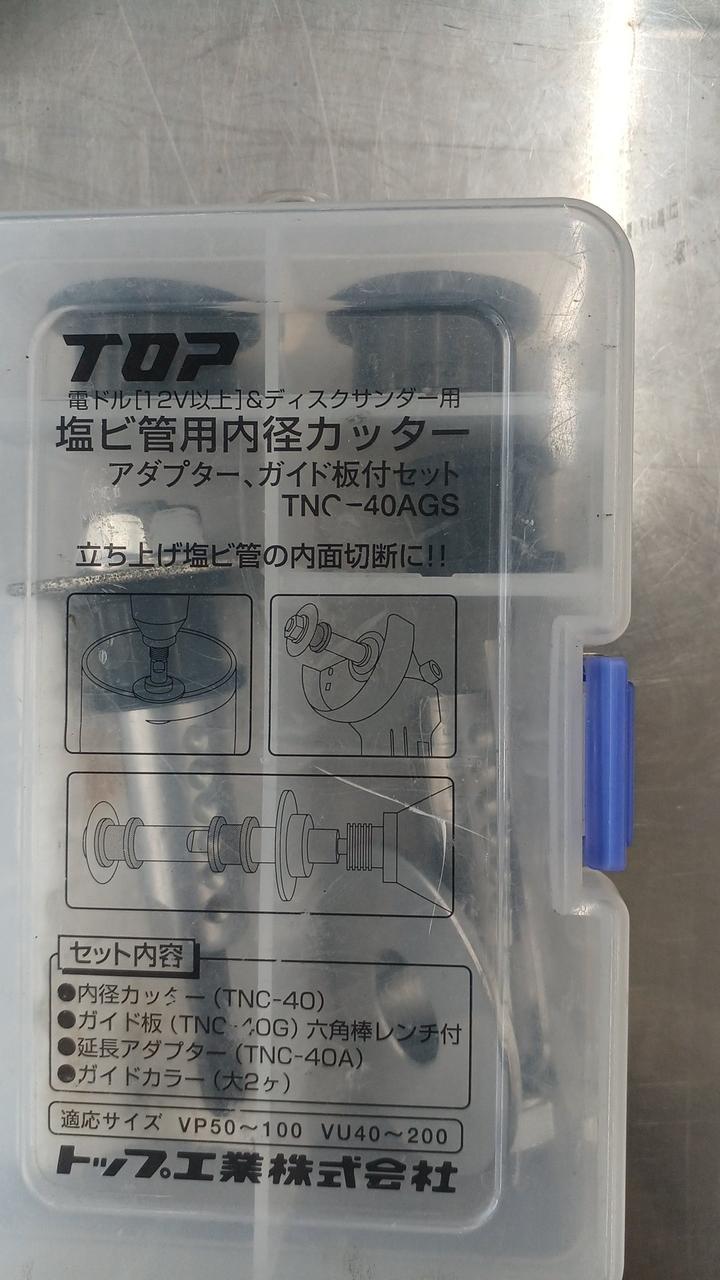 TOP
電ドル[12V以上]&ディスクサンダー用
塩ビ管用内径カッター
アダプター、ガイド板付セット
TNC-40AGS
立ち上げ塩ビ管の内面切断に!!
セット内容
●内径カッター(TNC-40)
●ガイド板(TNC-40G) 六角棒レンチ付
●延長アダプター(TNC-40A)
●ガイドカラー(大2ヶ)
適応サイズ VP50〜100 VU40〜200
トップ工業株式会社